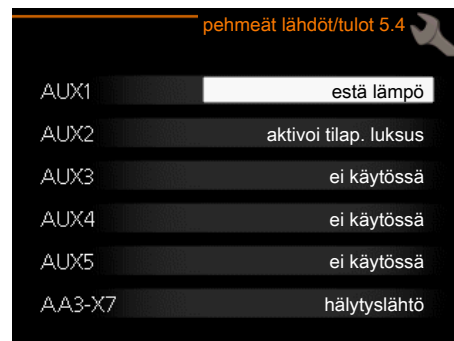 pehmeät lähdöt/tulot 5.4
AUX1 estä lämpö
AUX2 aktivoi tilap. luksus
AUX3 ei käytössä
AUX4 ei käytössä
AUX5 ei käytössä
AA3-X7 hälytyslähtö